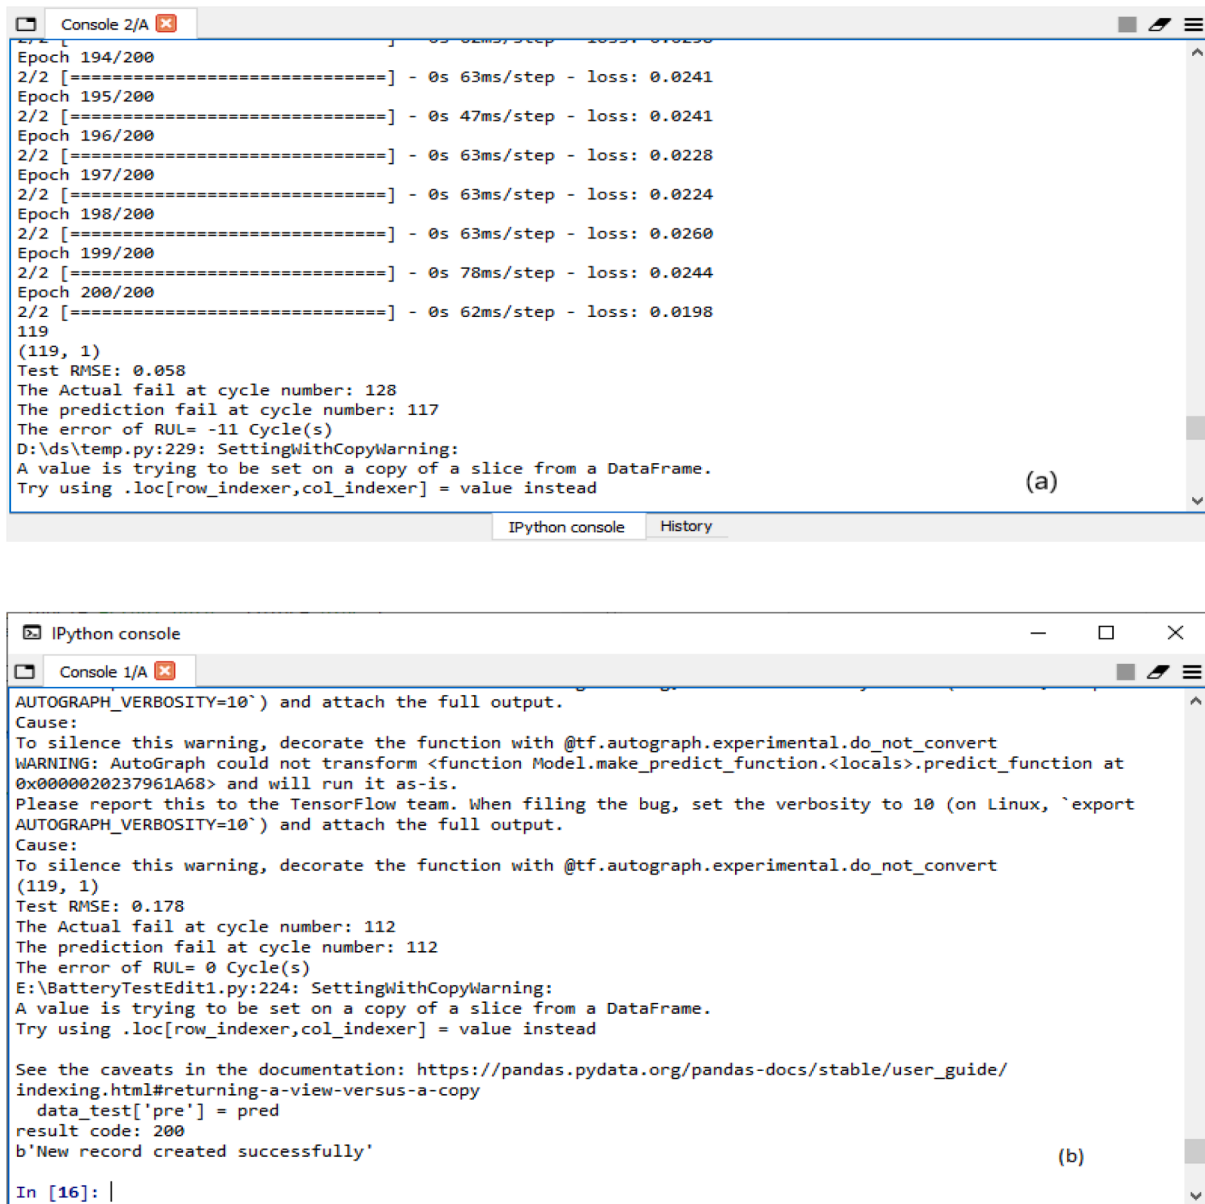 Console 2/A
Epoch 194/200
2/2 [==============================] - 0s 63ms/step - loss: 0.0241
Epoch 195/200
2/2 [==============================] - 0s 47ms/step - loss: 0.0241
Epoch 196/200
2/2 [==============================] - 0s 63ms/step - loss: 0.0228
Epoch 197/200
2/2 [==============================] - 0s 63ms/step - loss: 0.0224
Epoch 198/200
2/2 [==============================] - 0s 63ms/step - loss: 0.0260
Epoch 199/200
2/2 [==============================] - 0s 78ms/step - loss: 0.0244
Epoch 200/200
2/2 [==============================] - 0s 62ms/step - loss: 0.0198
119
(119, 1)
Test RMSE: 0.058
The Actual fail at cycle number: 128
The prediction fail at cycle number: 117
The error of RUL= -11 Cycle(s)
D:\ds\temp.py:229: SettingWithCopyWarning:
A value is trying to be set on a copy of a slice from a DataFrame.
Try using .loc[row_indexer,col_indexer] = value instead
(a)
IPython console History
IPython console
Console 1/A
AUTOGRAPH_VERBOSITY=10`) and attach the full output.
Cause:
To silence this warning, decorate the function with @tf.autograph.experimental.do_not_convert
WARNING: AutoGraph could not transform <function Model.make_predict_function.<locals>.predict_function at
0x0000020237961A68> and will run it as-is.
Please report this to the TensorFlow team. When filing the bug, set the verbosity to 10 (on Linux, `export
AUTOGRAPH_VERBOSITY=10`) and attach the full output.
Cause:
To silence this warning, decorate the function with @tf.autograph.experimental.do_not_convert
(119, 1)
Test RMSE: 0.178
The Actual fail at cycle number: 112
The prediction fail at cycle number: 112
The error of RUL= 0 Cycle(s)
E:\BatteryTestEdit1.py:224: SettingWithCopyWarning:
A value is trying to be set on a copy of a slice from a DataFrame.
Try using .loc[row_indexer,col_indexer] = value instead
See the caveats in the documentation: https://pandas.pydata.org/pandas-docs/stable/user_guide/
indexing.html#returning-a-view-versus-a-copy
data_test['pre'] = pred
result code: 200
b'New record created successfully'
(b)
In [16]: